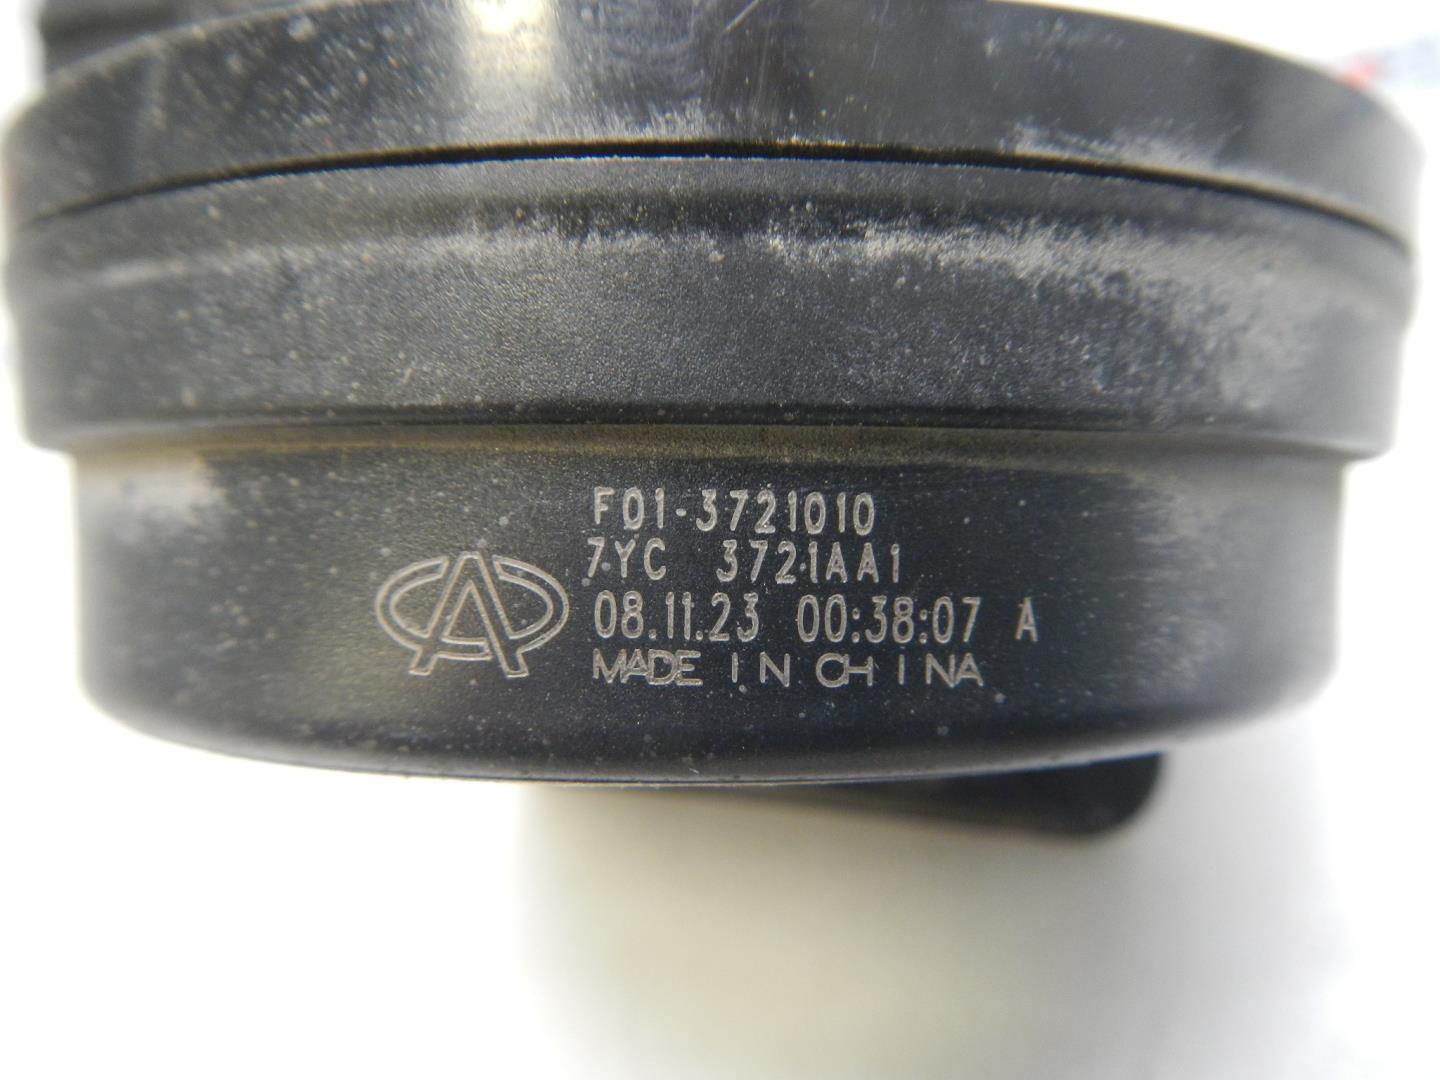 F01-3721010
7YC 3721AA1
08.11.23 00:38:07 A
MADE IN CHINA